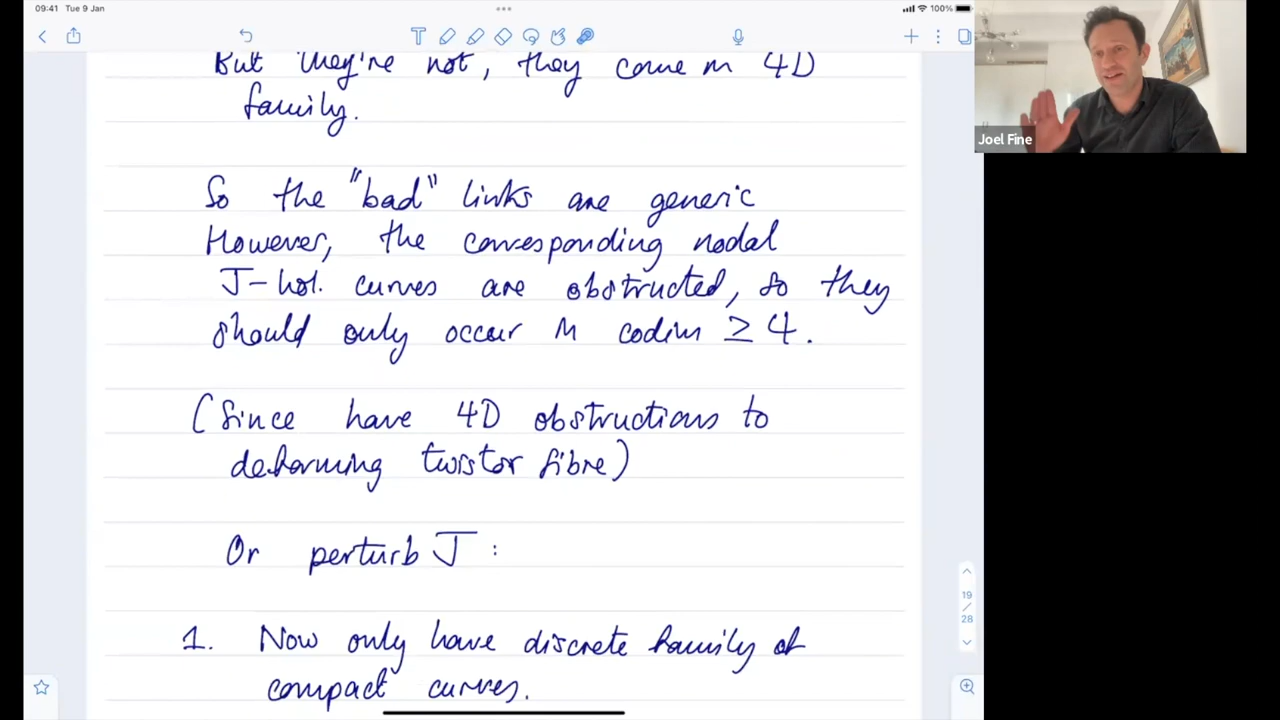 09:41 Tue 9 Jan
100%
But they're not, they come in 4D
family.
So the "bad" links are generic
However, the corresponding nodal
J-hol. curves are obstructed, so they
should only occur in codim ≥ 4.
(Since have 4D obstructions to
deforming twistor fibre)
Or perturb J :
1. Now only have discrete family of
compact curves.
Joel Fine
19
/
28